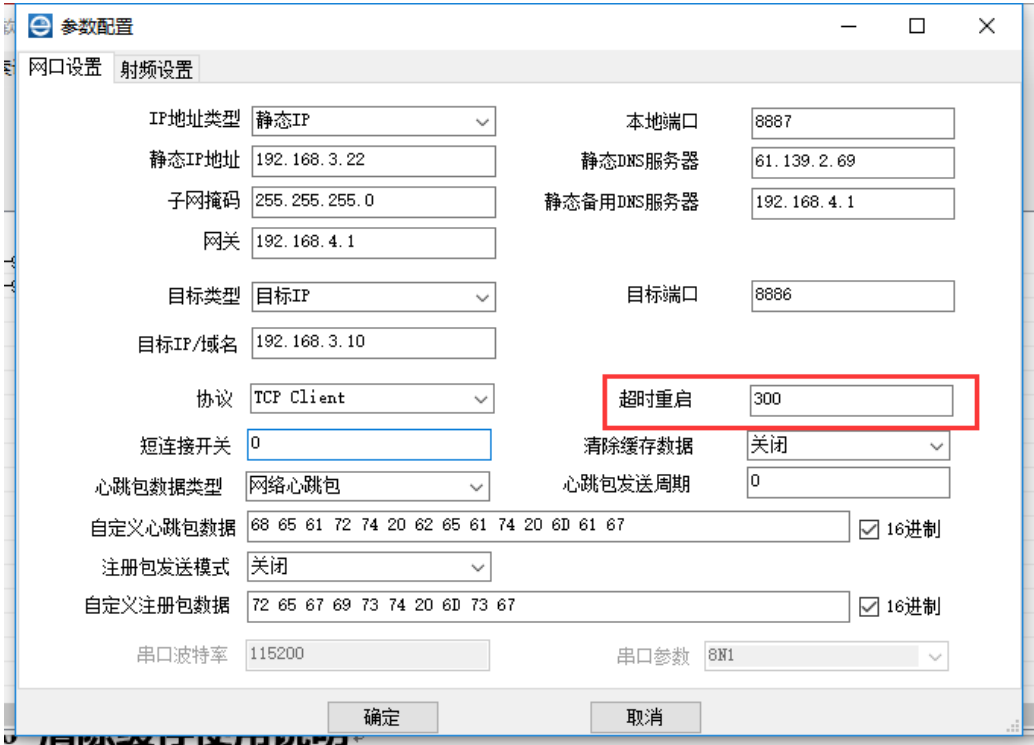 参数配置
网口设置 射频设置
IP地址类型 静态IP 本地端口 8887
静态IP地址 192.168.3.22 静态DNS服务器 61.139.2.69
子网掩码 255.255.255.0 静态备用DNS服务器 192.168.4.1
网关 192.168.4.1
目标类型 目标IP 目标端口 8886
目标IP/域名 192.168.3.10
协议 TCP Client 超时重启 300
短连接开关 0 清除缓存数据 关闭
心跳包数据类型 网络心跳包 心跳包发送周期 0
自定义心跳包数据 68 65 61 72 74 20 62 65 61 74 20 6D 61 67 16进制
注册包发送模式 关闭
自定义注册包数据 72 65 67 69 73 74 20 6D 73 67 16进制
串口波特率 115200 串口参数 8N1
确定 取消